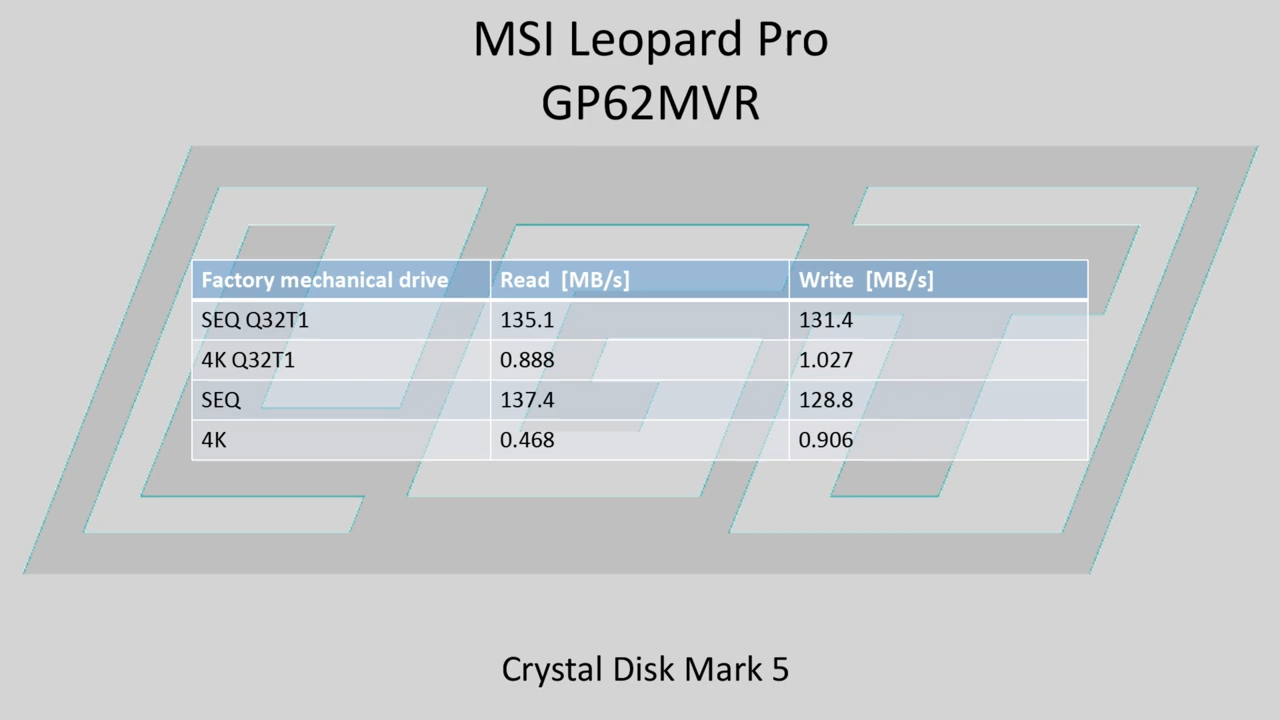 MSI Leopard Pro
GP62MVR
Factory mechanical drive Read [MB/s] Write [MB/s]
SEQ Q32T1 135.1 131.4
4K Q32T1 0.888 1.027
SEQ 137.4 128.8
4K 0.468 0.906
Crystal Disk Mark 5